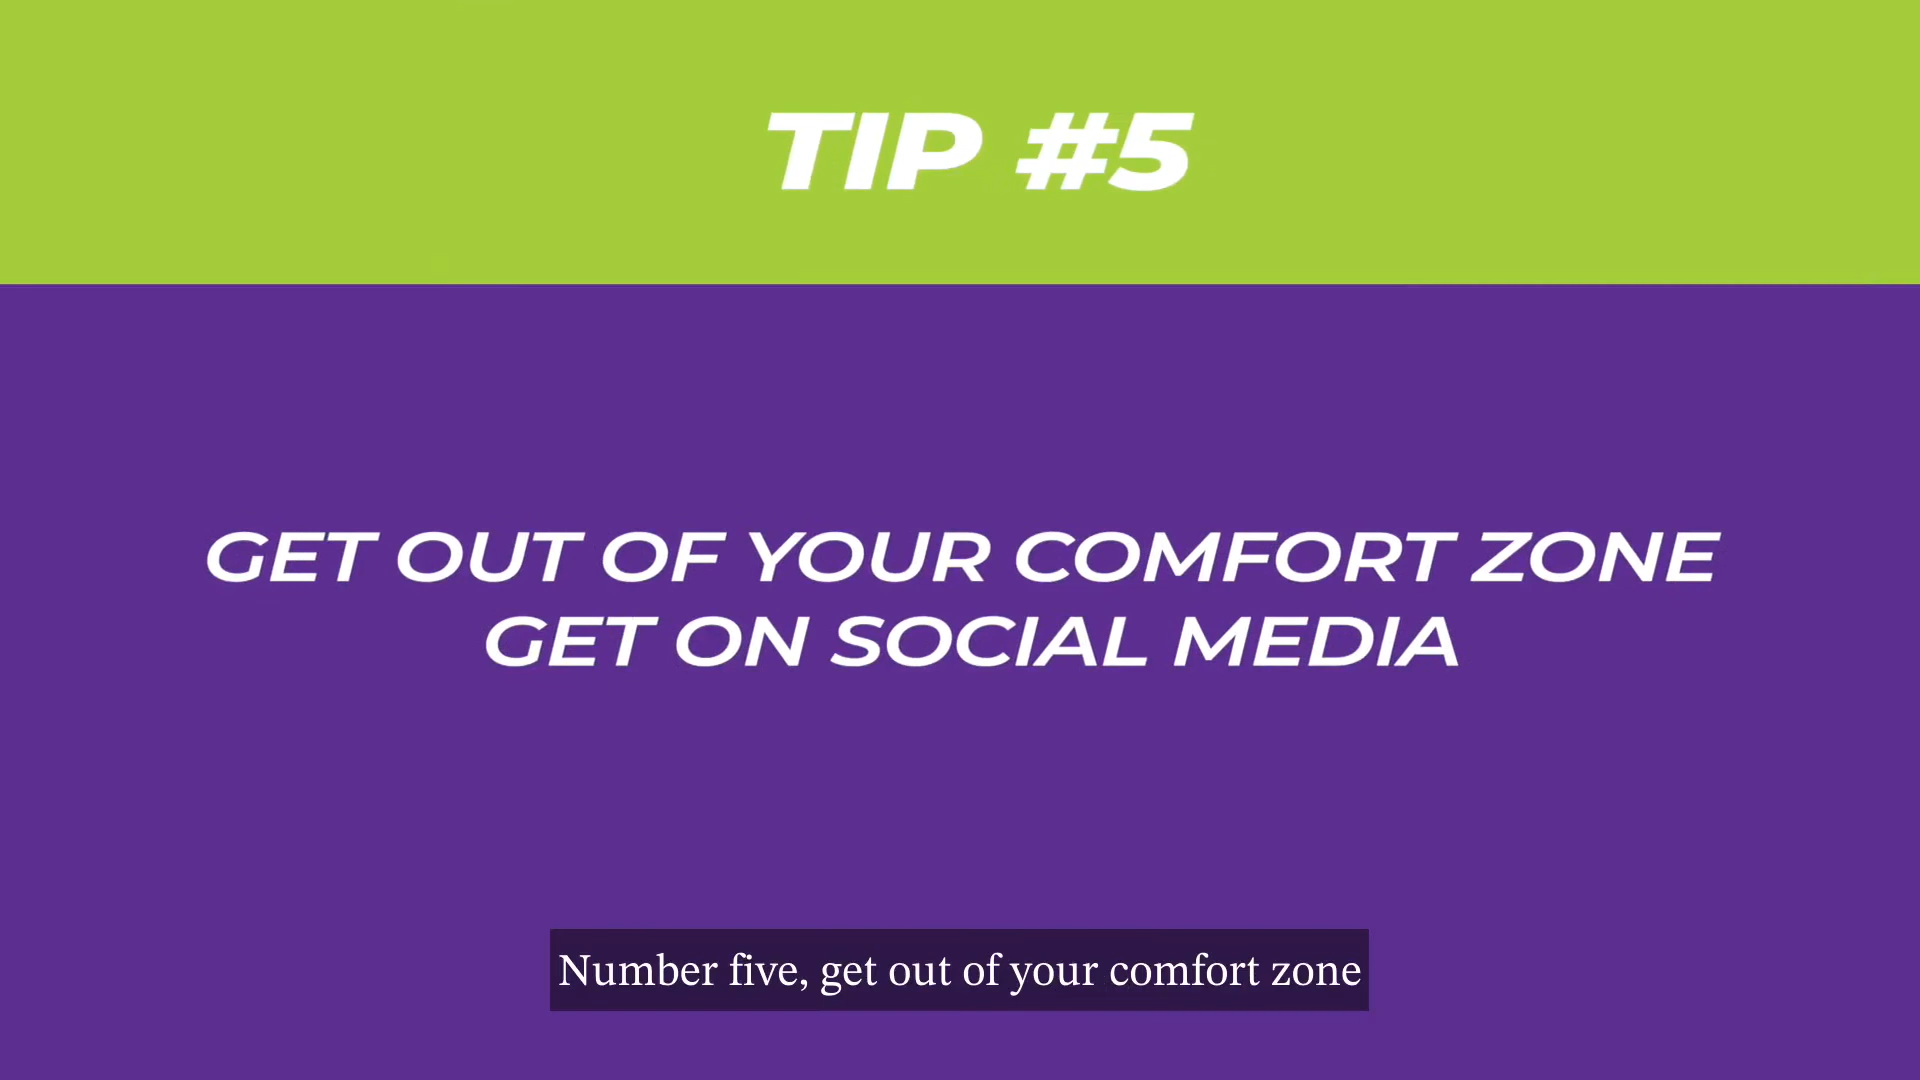 TIP #5
GET OUT OF YOUR COMFORT ZONE
GET ON SOCIAL MEDIA
Number five, get out of your comfort zone